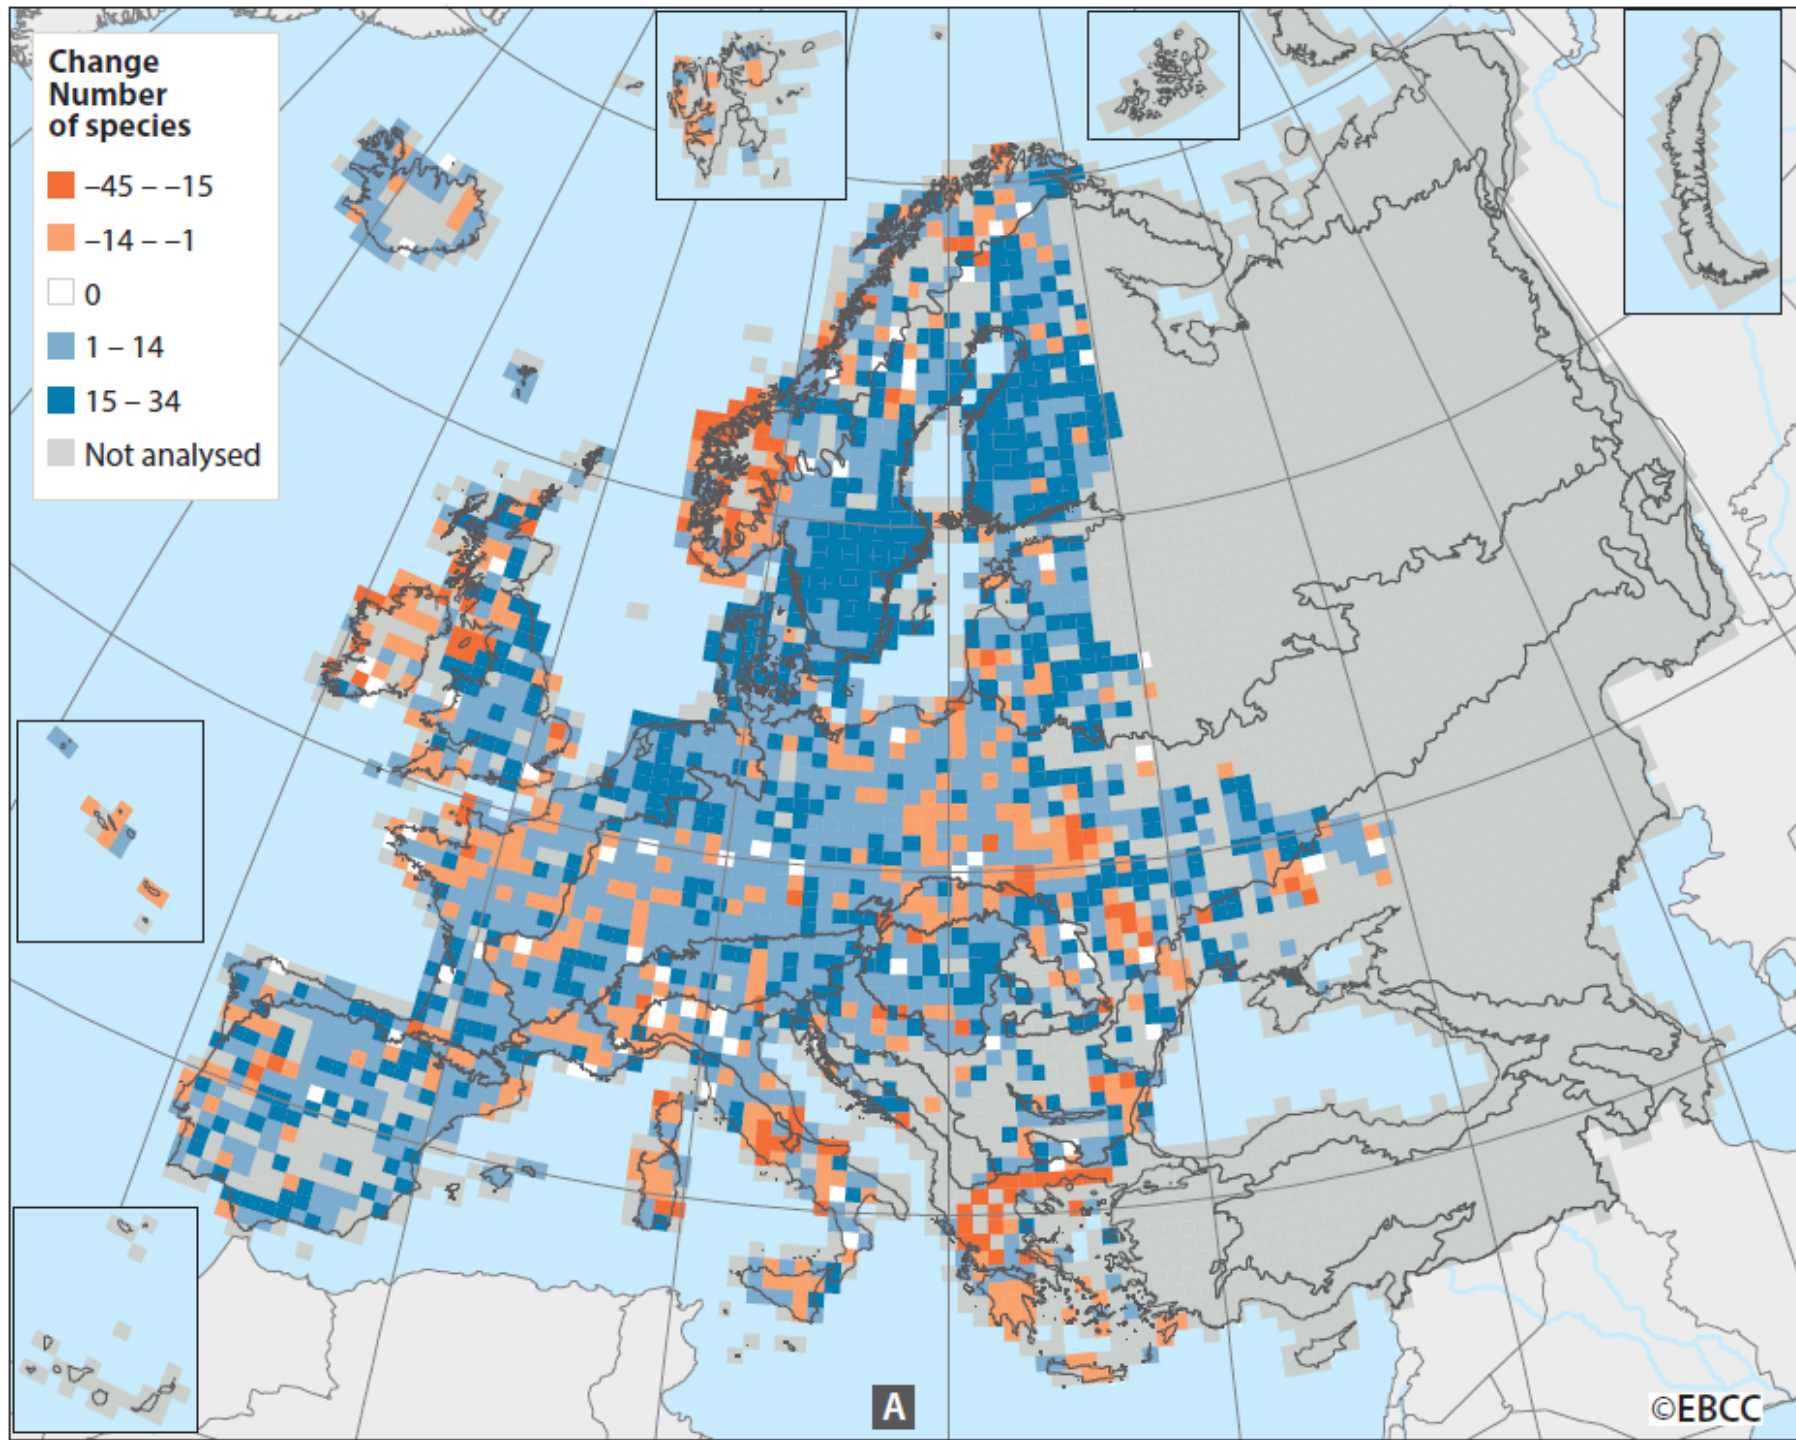 Change
Number
of species
–45 – –15
–14 – –1
0
1 – 14
15 – 34
Not analysed
A
©EBCC